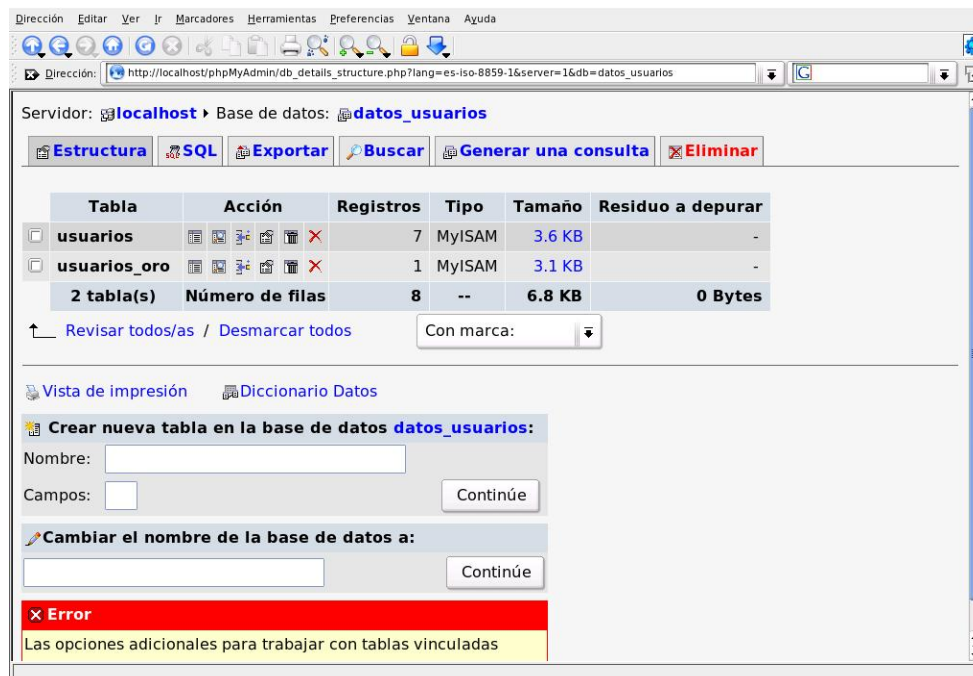 Dirección Editar Ver Ir Marcadores Herramientas Preferencias Ventana Ayuda
Dirección: http://localhost/phpMyAdmin/db_details_structure.php?lang=es-iso-8859-1&server=1&db=datos_usuarios
Servidor: localhost Base de datos: datos_usuarios
Estructura SQL Exportar Buscar Generar una consulta Eliminar
Tabla Acción Registros Tipo Tamaño Residuo a depurar
usuarios 7 MyISAM 3.6 KB -
usuarios_oro 1 MyISAM 3.1 KB -
2 tabla(s) Número de filas 8 -- 6.8 KB 0 Bytes
Revisar todos/as / Desmarcar todos Con marca:
Vista de impresión Diccionario Datos
Crear nueva tabla en la base de datos datos_usuarios:
Nombre:
Campos: Continúe
Cambiar el nombre de la base de datos a:
Continúe
Error
Las opciones adicionales para trabajar con tablas vinculadas